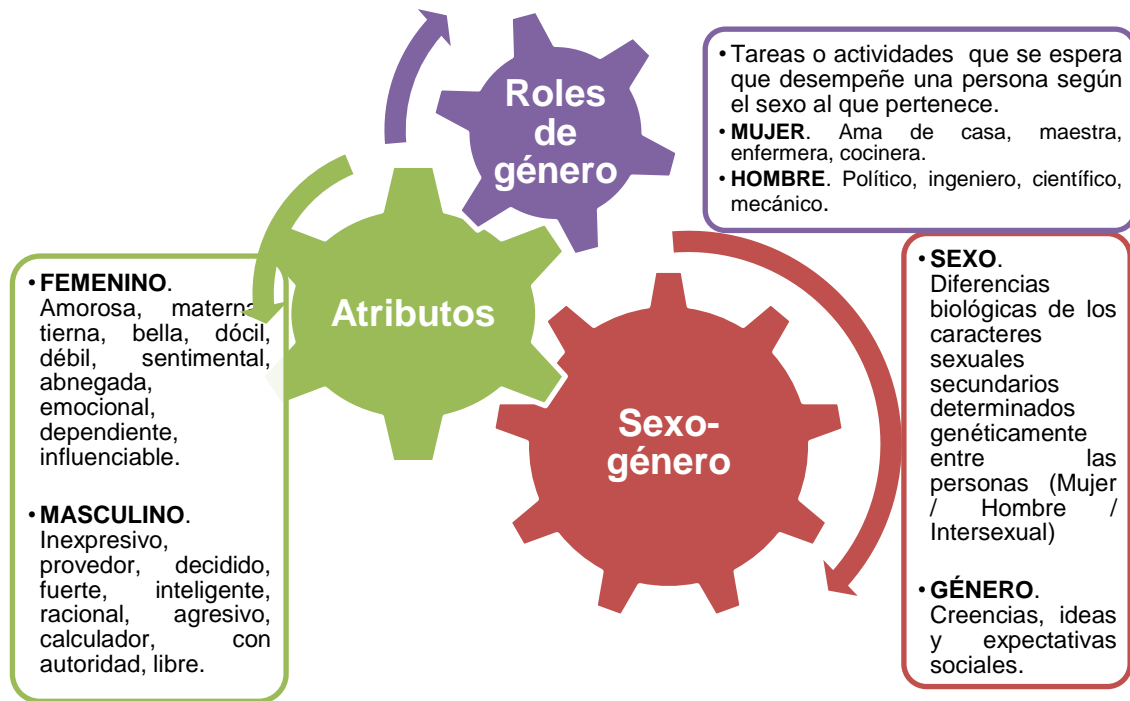 Roles
de
género
• Tareas o actividades que se espera
que desempeñe una persona según
el sexo al que pertenece.
• MUJER. Ama de casa, maestra,
enfermera, cocinera.
• HOMBRE. Político, ingeniero, científico,
mecánico.
Atributos
• FEMENINO.
Amorosa, materna
tierna, bella, dócil,
débil, sentimental,
abnegada,
emocional,
dependiente,
influenciable.
• MASCULINO.
Inexpresivo,
provedor, decidido,
fuerte, inteligente,
racional, agresivo,
calculador, con
autoridad, libre.
Sexo-
género
• SEXO.
Diferencias
biológicas de los
caracteres
sexuales
secundarios
determinados
genéticamente
entre las
personas (Mujer
/ Hombre /
Intersexual)
• GÉNERO.
Creencias, ideas
y expectativas
sociales.